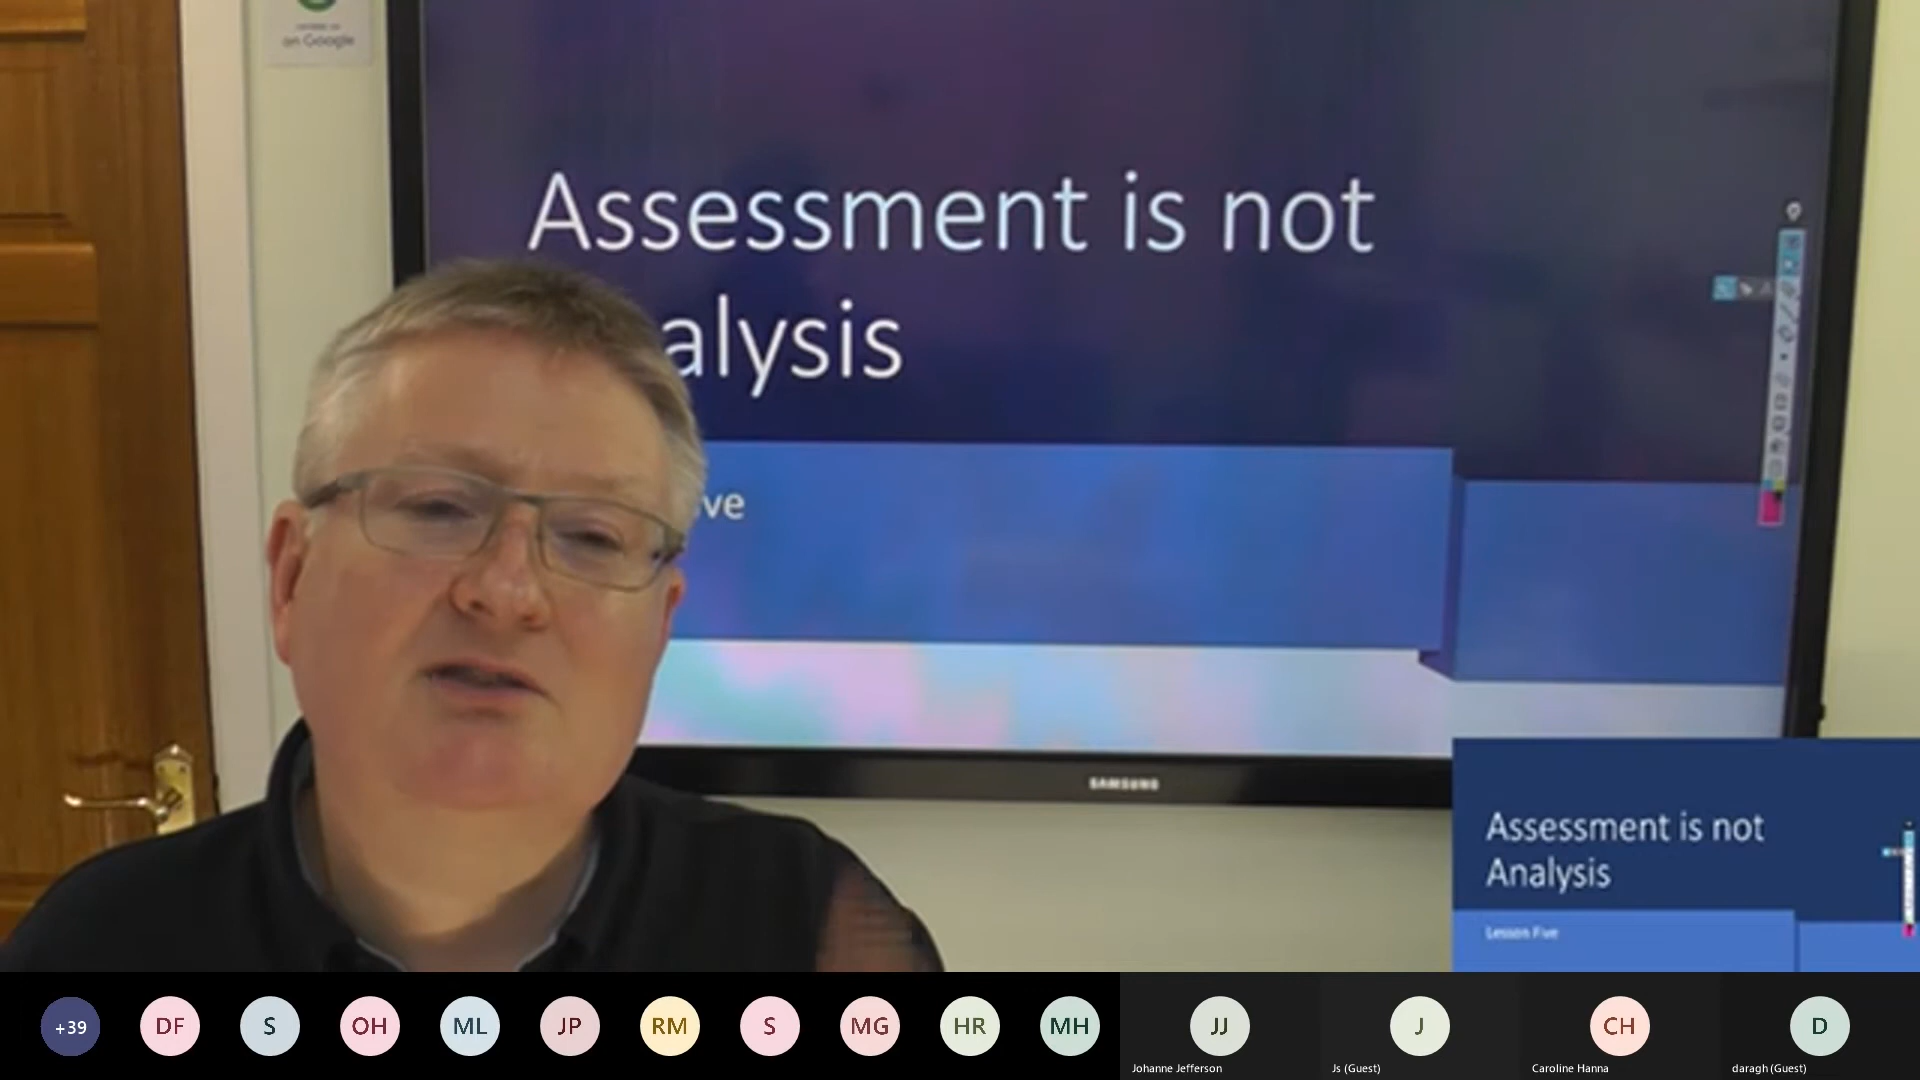 on Google
Assessment is not
alysis
ve
SAMSUNG
Assessment is not
Analysis
Lesson Five
+39
DF
S
OH
ML
JP
RM
S
MG
HR
MH
JJ
J
CH
D
Johanne Jefferson
Js (Guest)
Caroline Hanna
daragh (Guest)